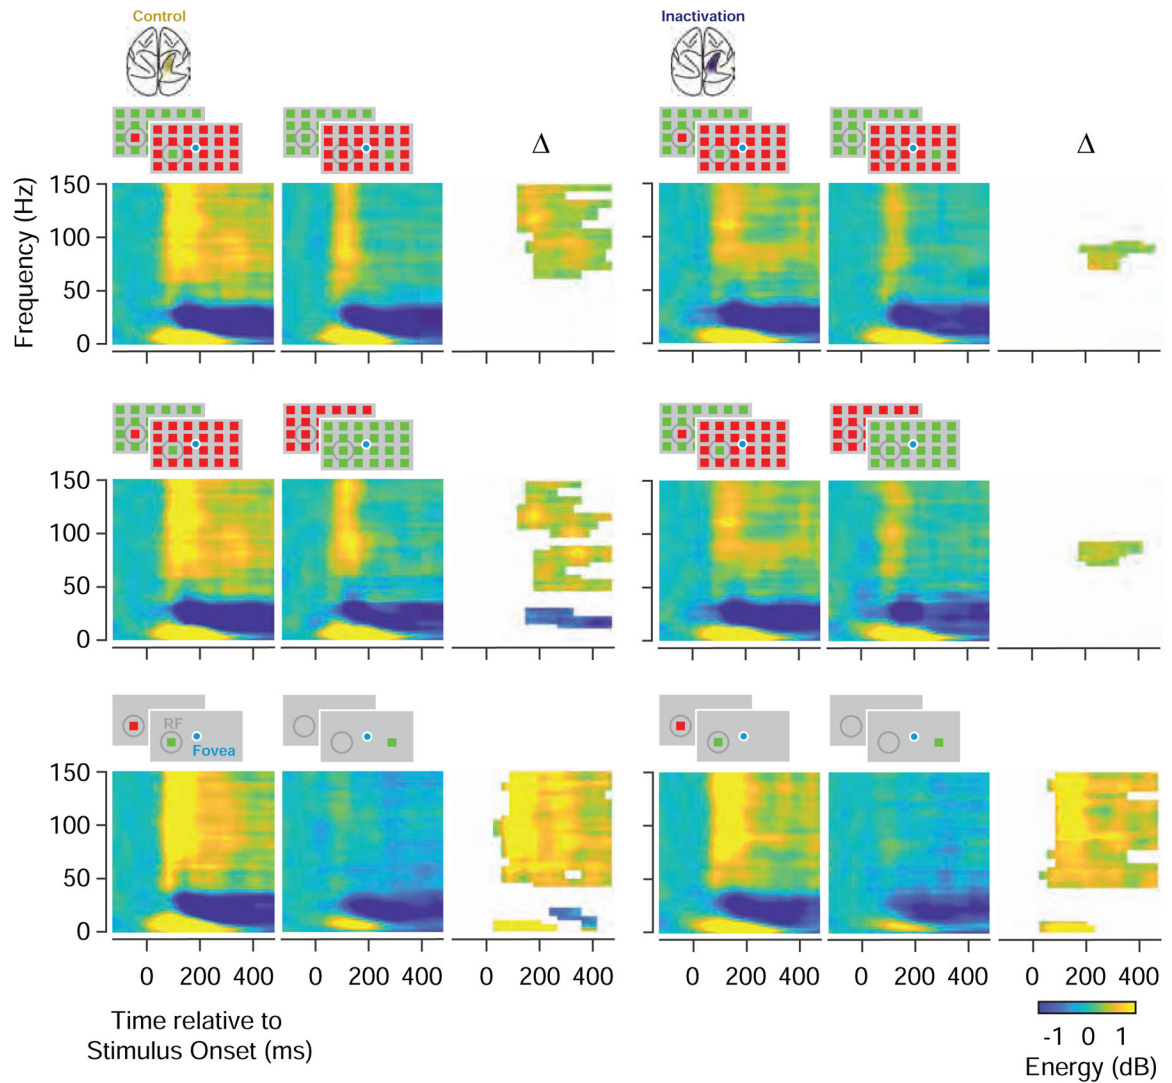 Control
Inactivation
Δ
Δ
Frequency (Hz)
150
100
50
0
150
100
50
0
RF
Fovea
150
100
50
0
0 200 400
0 200 400
0 200 400
0 200 400
0 200 400
0 200 400
Time relative to
Stimulus Onset (ms)
-1 0 1
Energy (dB)